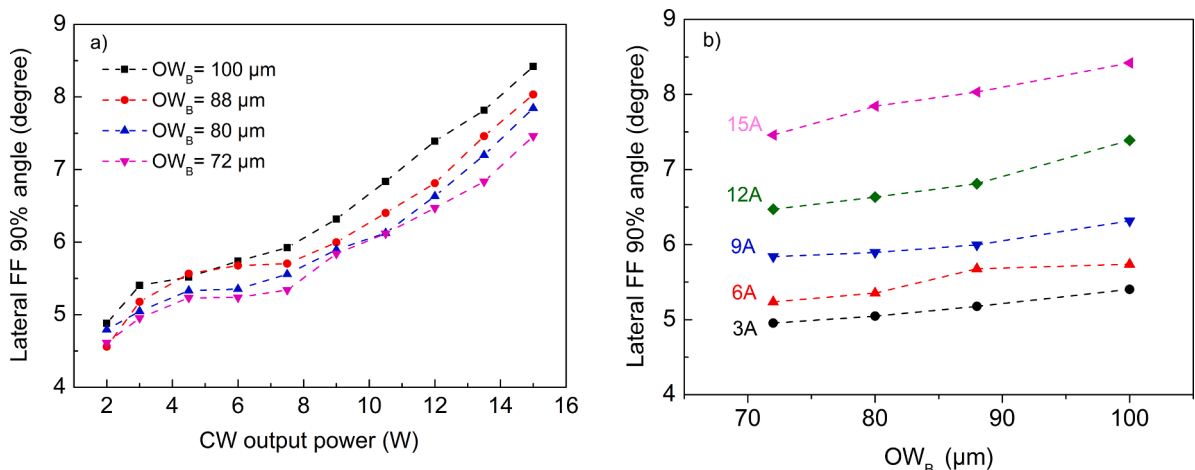 a)
OW_B= 100 µm
OW_B= 88 µm
OW_B= 80 µm
OW_B= 72 µm
Lateral FF 90% angle (degree)
9
8
7
6
5
4
2 4 6 8 10 12 14 16
CW output power (W)
b)
15A
12A
9A
6A
3A
Lateral FF 90% angle (degree)
9
8
7
6
5
4
70 80 90 100
OW_B (µm)